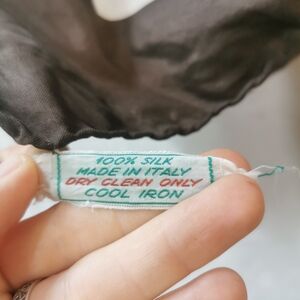 100% SILK
MADE IN ITALY
DRY CLEAN ONLY
COOL IRON